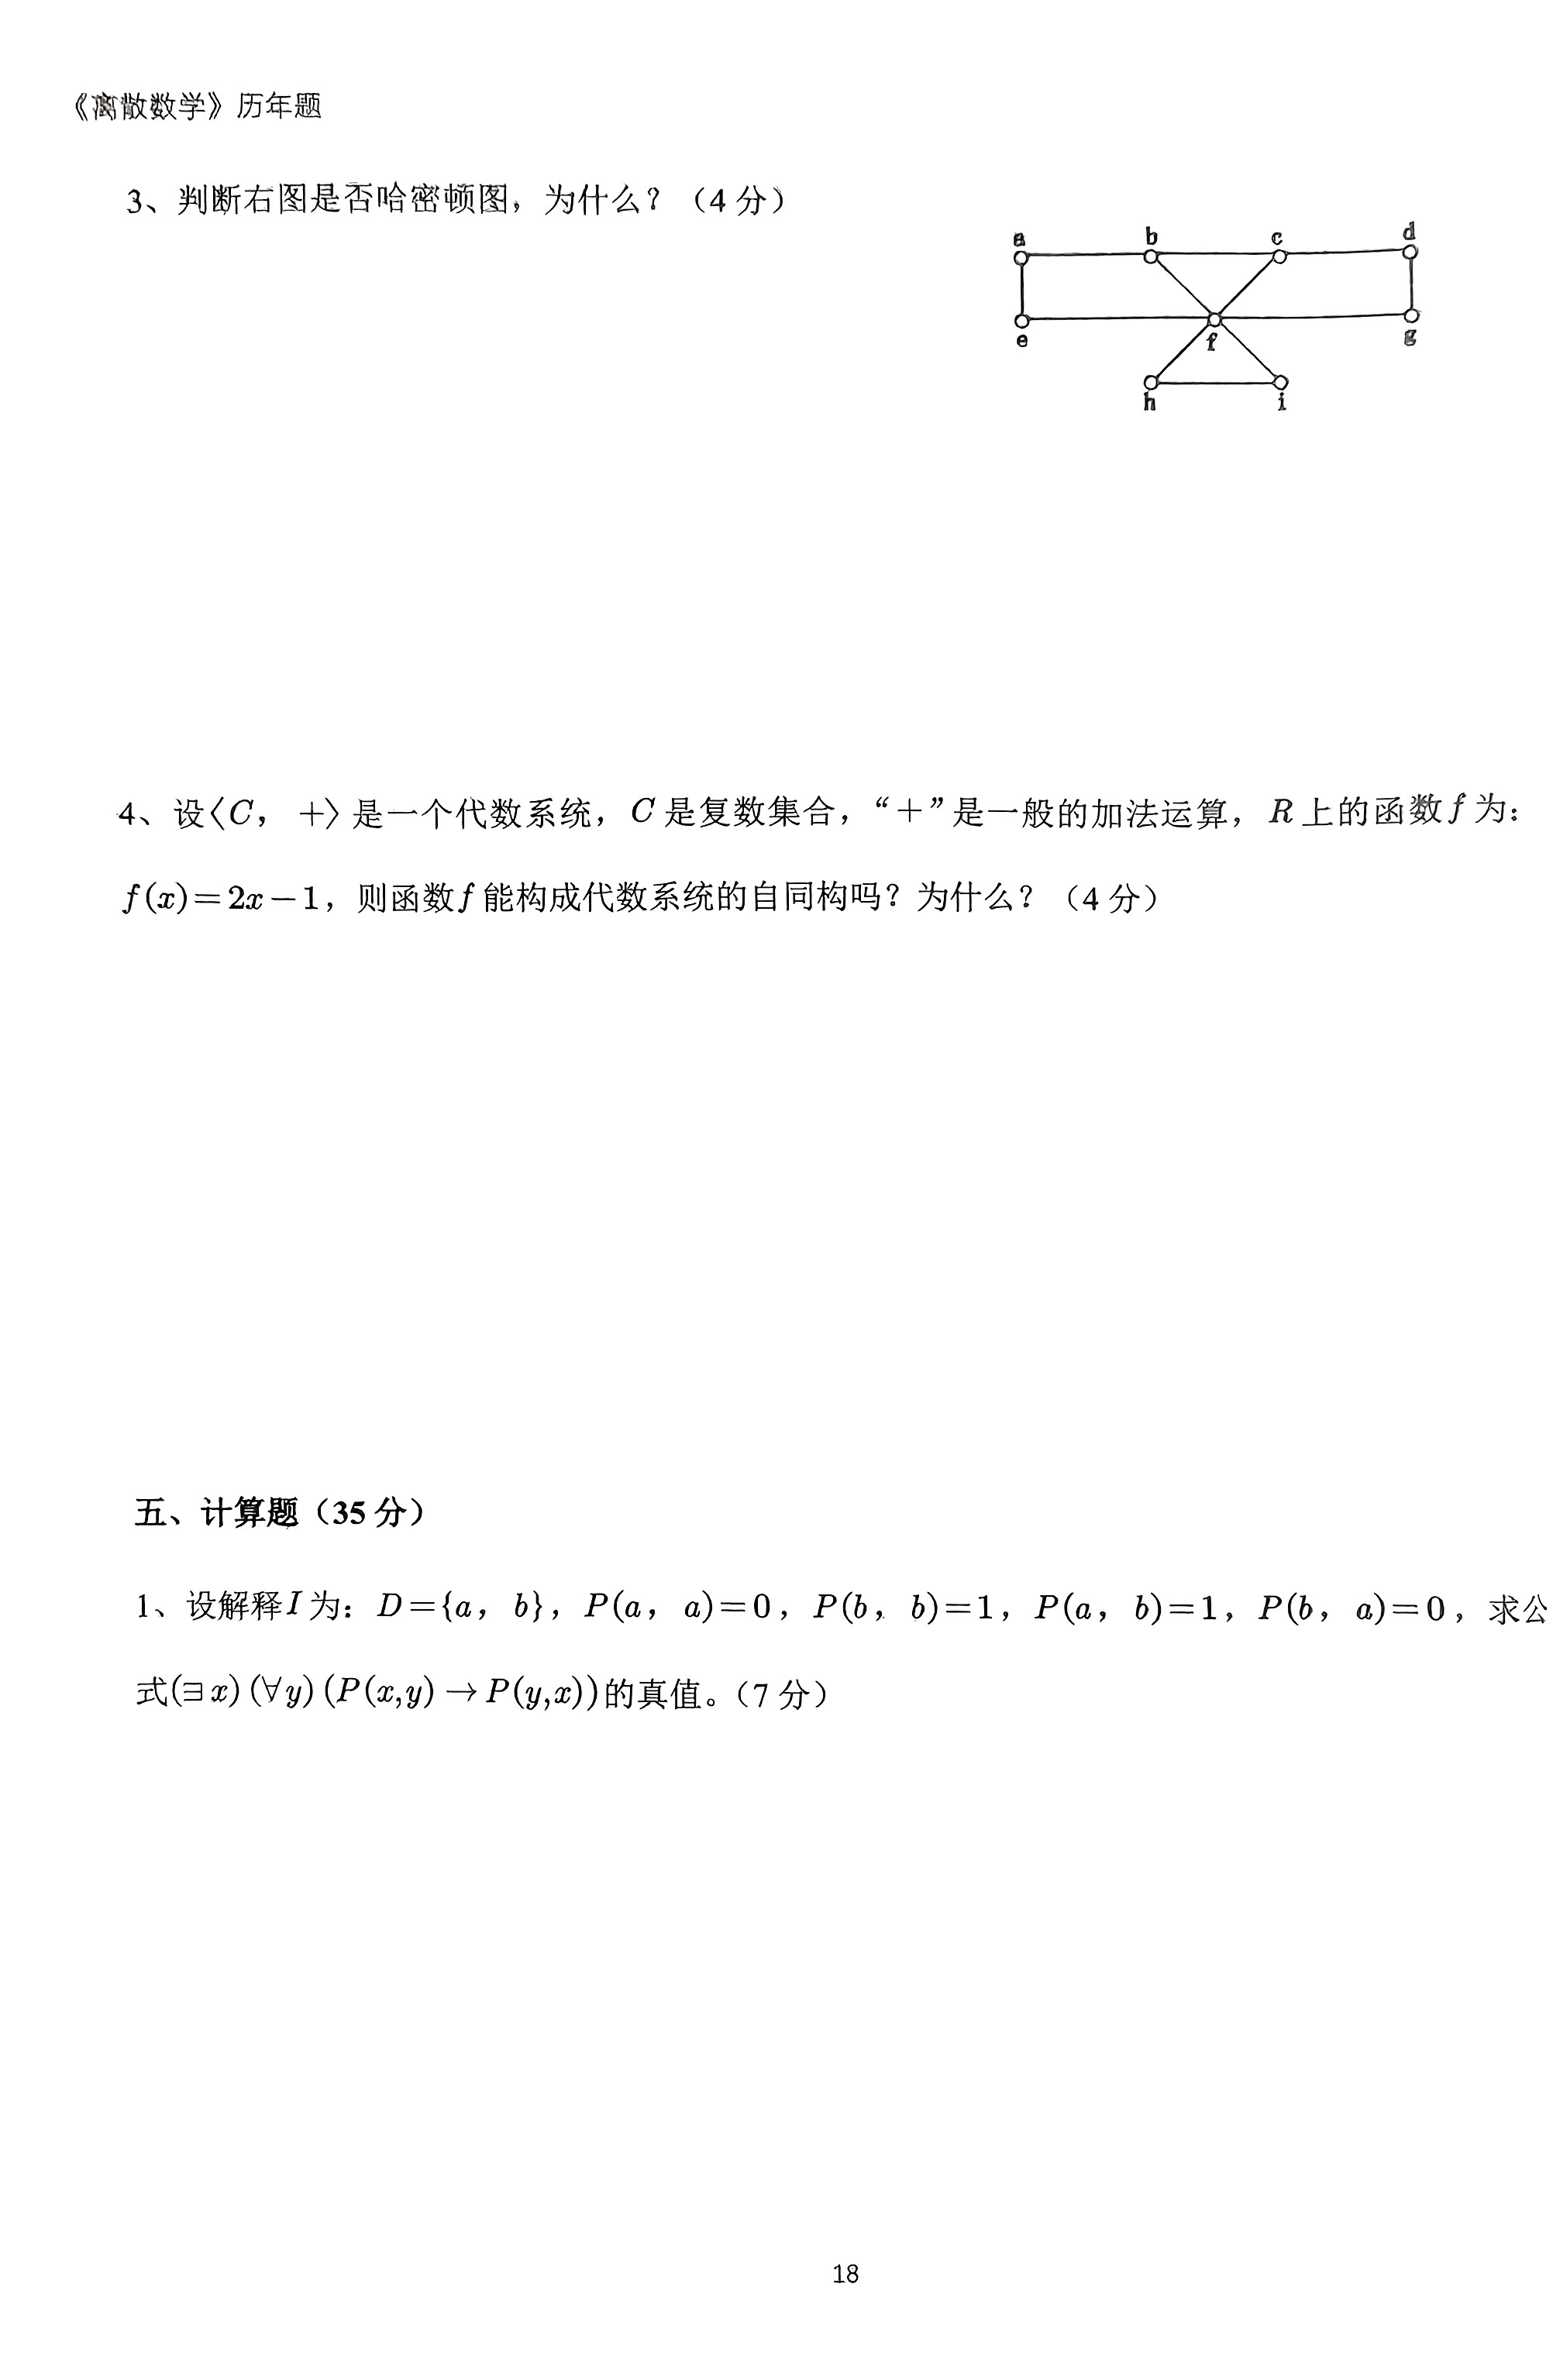 《离散数学》历年题
3、判断右图是否哈密顿图，为什么？（4 分）
a b c d
e f g
h i
4、设〈C， +〉是一个代数系统，C 是复数集合，“+”是一般的加法运算，R 上的函数 f 为：
f(x)=2x-1，则函数 f 能构成代数系统的自同构吗？为什么？（4 分）
五、计算题（35 分）
1、设解释 I 为：D={a， b}，P(a， a)=0，P(b， b)=1，P(a， b)=1，P(b， a)=0，求公
式(∃x)(∀y)(P(x,y)→P(y,x))的真值。（7 分）
18